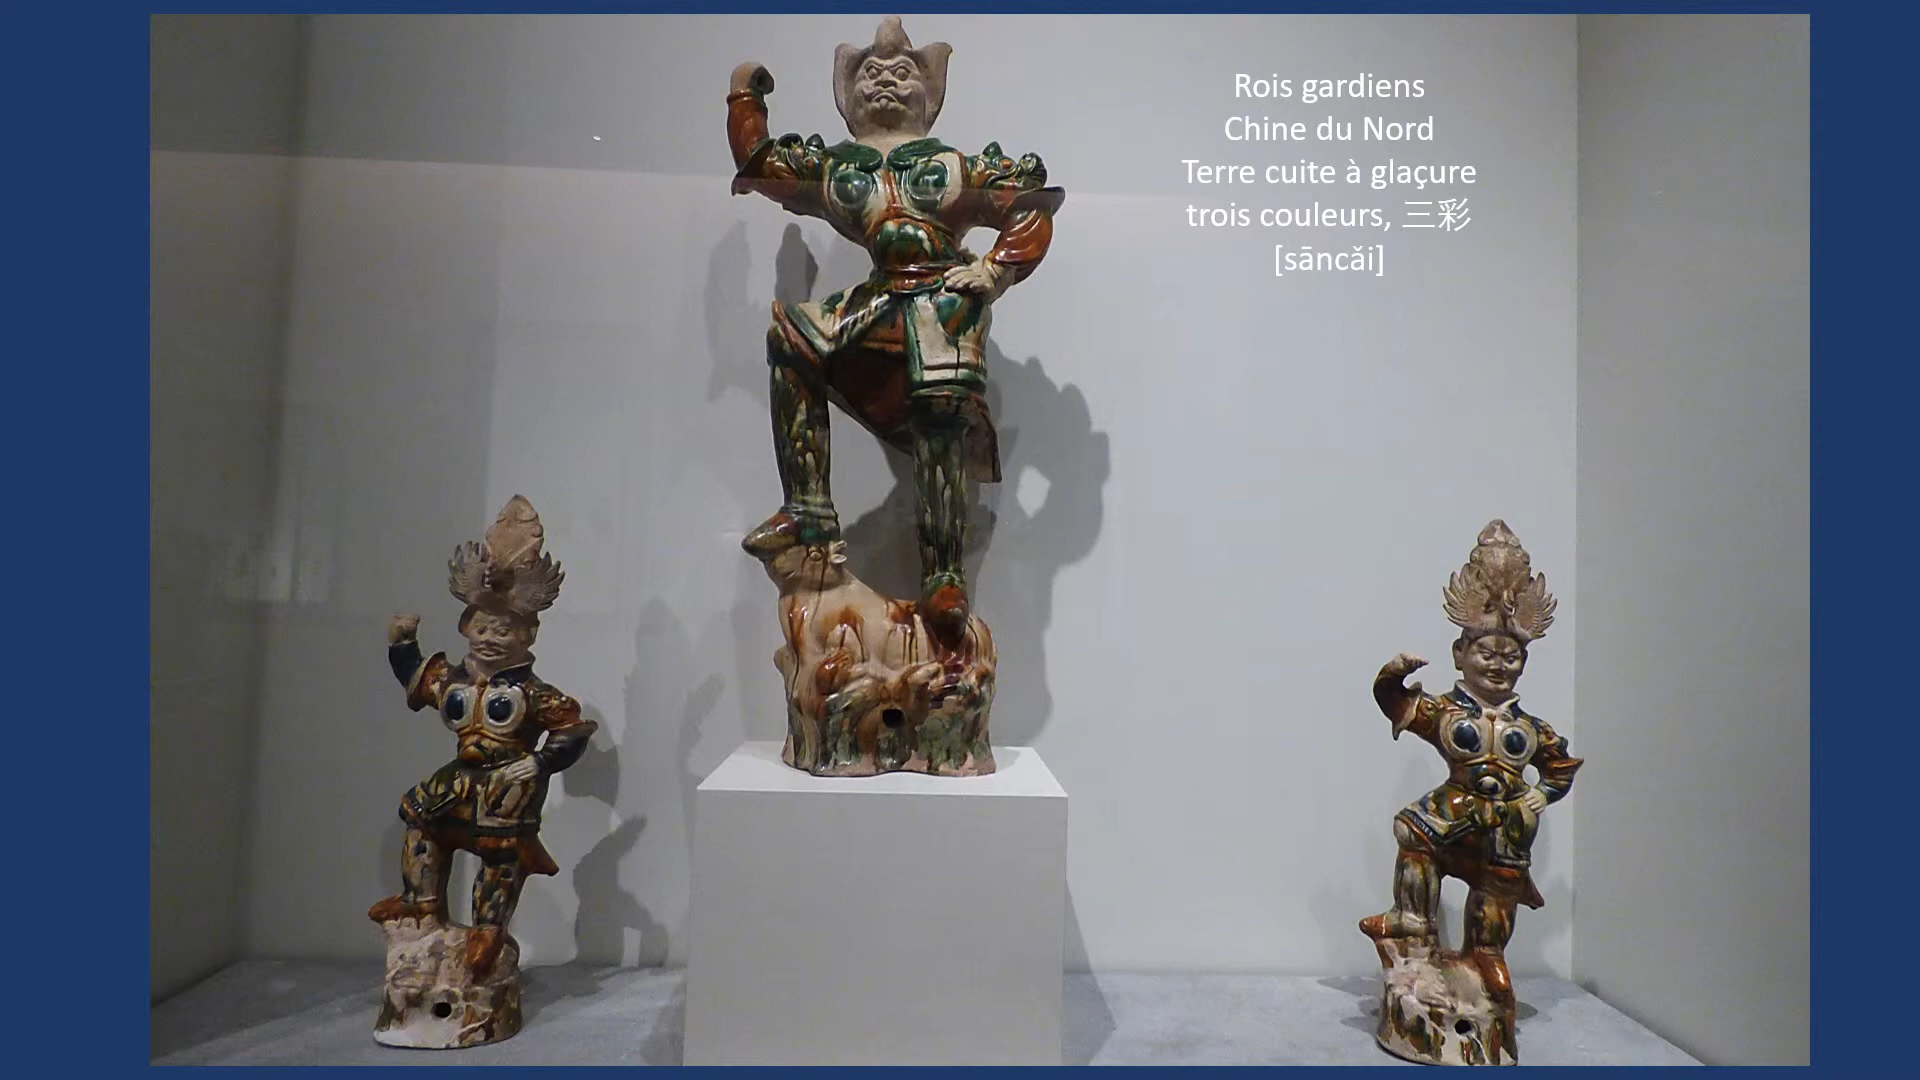 Rois gardiens
Chine du Nord
Terre cuite à glaçure
trois couleurs, 三彩
[sāncǎi]